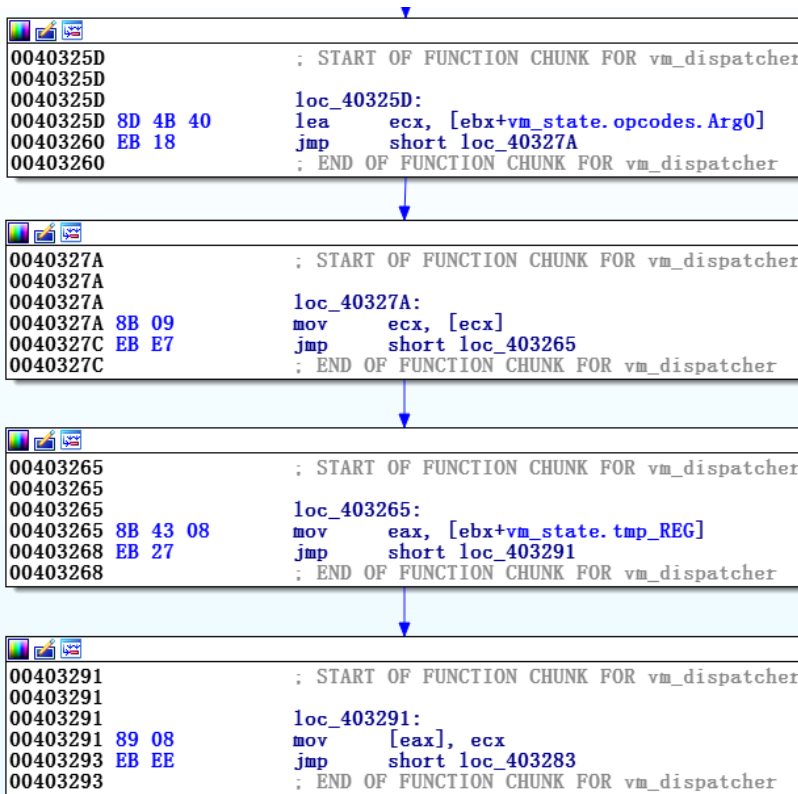 0040325D ; START OF FUNCTION CHUNK FOR vm_dispatcher
0040325D
0040325D loc_40325D:
0040325D 8D 4B 40 lea ecx, [ebx+vm_state.opcodes.Arg0]
00403260 EB 18 jmp short loc_40327A
00403260 ; END OF FUNCTION CHUNK FOR vm_dispatcher
0040327A ; START OF FUNCTION CHUNK FOR vm_dispatcher
0040327A
0040327A loc_40327A:
0040327A 8B 09 mov ecx, [ecx]
0040327C EB E7 jmp short loc_403265
0040327C ; END OF FUNCTION CHUNK FOR vm_dispatcher
00403265 ; START OF FUNCTION CHUNK FOR vm_dispatcher
00403265
00403265 loc_403265:
00403265 8B 43 08 mov eax, [ebx+vm_state.tmp_REG]
00403268 EB 27 jmp short loc_403291
00403268 ; END OF FUNCTION CHUNK FOR vm_dispatcher
00403291 ; START OF FUNCTION CHUNK FOR vm_dispatcher
00403291
00403291 loc_403291:
00403291 89 08 mov [eax], ecx
00403293 EB EE jmp short loc_403283
00403293 ; END OF FUNCTION CHUNK FOR vm_dispatcher